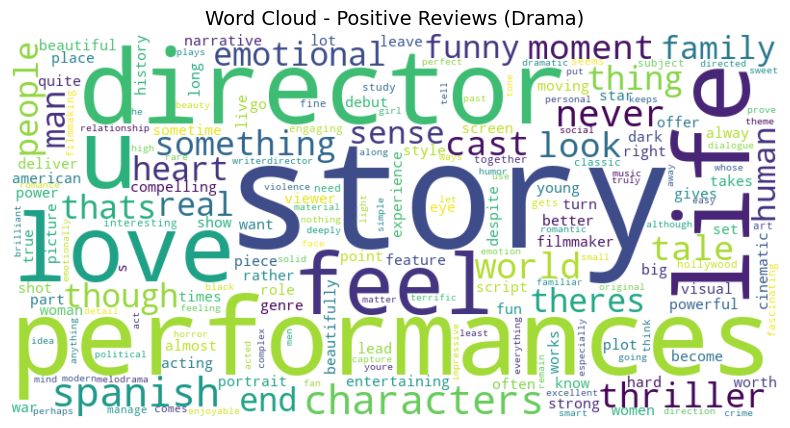 Word Cloud - Positive Reviews (Drama)
people
beautiful
place
quite
man
director
history
long
narrative
sometime
lot
leave
emotional
go
live
debut
fine
study
beauty
girl
funny
perfect
plays
past
tell
tone
moment
dramatic
moving
personal
put
keeps
seems
subject
thing
star
family
directed
sweet
prove
theme
filmmaking
relationship
the
u
something
sense
screen
cast
never
look
offer
dark
right
social
alway
dialogue
whose
life
human
deliver
american
power
high
rare
heart
compelling
writerdirector
engaging
along
style
ways
together
classic
music
truly
away
young
gives
takes
easy
romance
picture
true
brilliant
emotionally
thats
real
violence
need
viewer
humor
use
story
experience
eye
let
despite
romantic
gets
turn
better
filmmaker
although
set
tale
interesting
show
want
material
nothing
deeply
light
simple
face
love
s
shot
part
woman
detail
though
times
feeling
black
piece
rather
role
genre
point
feature
feel
script
fun
world
emotion
familiar
solid
matter
terrific
theres
original
small
big
hollywood
visual
powerful
cinematic
art
fascinating
performances
idea
anything
act
political
horror
almost
acting
acted
complex
men
beautifully
lead
capture
youre
impressive
least
everything
works
especially
plot
think
going
become
mind
modern
melodrama
spanish
portrait
fan
entertaining
often
remain
know
hard
worth
war
perhaps
manage
comes
enjoyable
end
characters
strong
excellent
smart
women
thriller
direction
crime